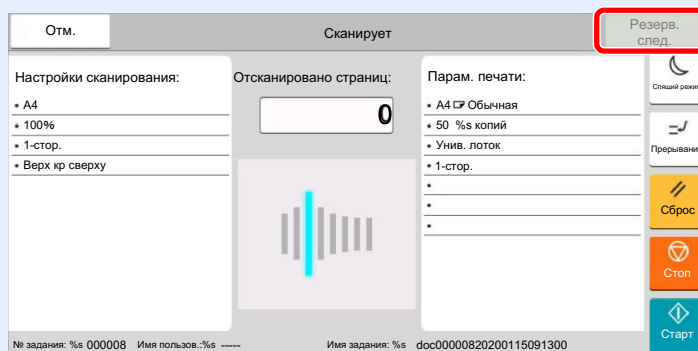 Отм.
Сканирует
Резерв.
след.
Настройки сканирования:
• A4
• 100%
• 1-стор.
• Верх кр сверху
Отсканировано страниц:
0
Парам. печати:
• A4 Обычная
• 50 %s копий
• Унив. лоток
• 1-стор.
•
•
•
Спящий режи
Прерывани
Сброс
Стоп
Старт
№ задания: %s 000008 Имя пользов.:%s -----
Имя задания: %s doc00000820200115091300